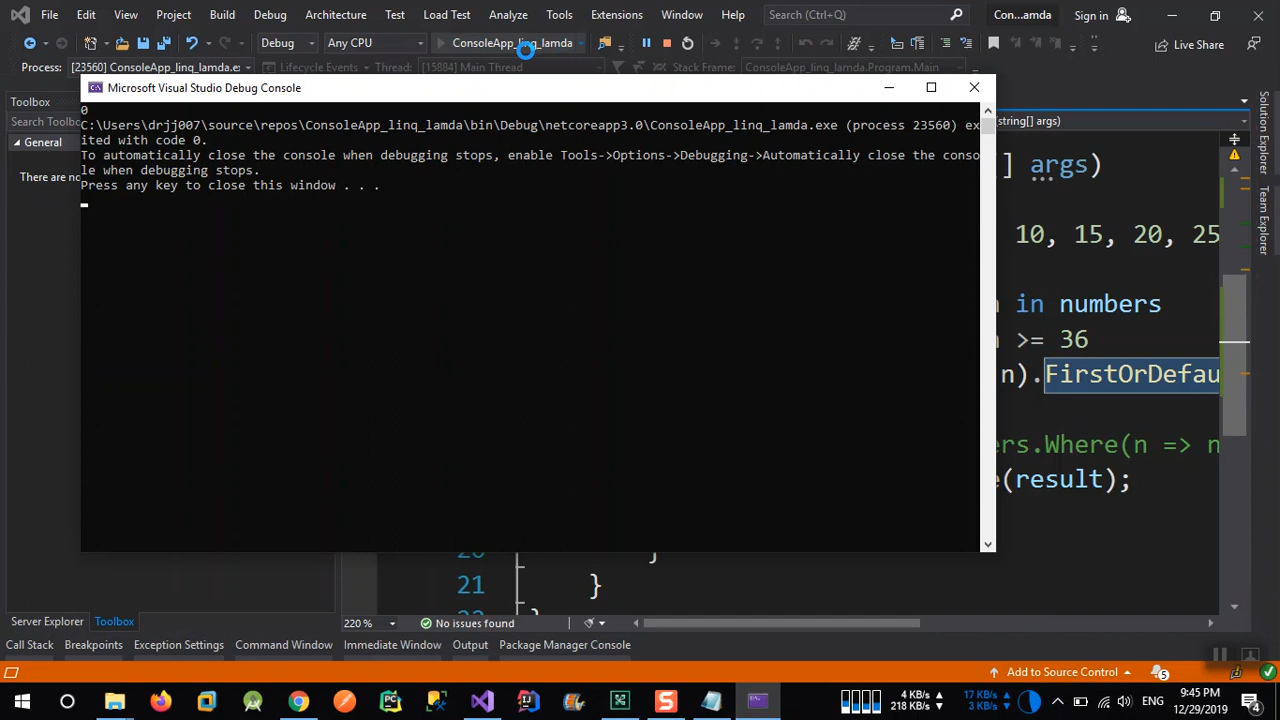 File Edit View Project Build Debug Architecture Test Load Test Analyze Tools Extensions Window Help Search (Ctrl+Q) Con...amda Sign in
Debug Any CPU ConsoleApp_linq_lamda Live Share
Process: [23560] ConsoleApp_linq_lamda.ex Lifecycle Events Thread: [15884] Main Thread Stack Frame: ConsoleApp_linq_lamda.Program.Main
Toolbox
Search Toolbo
General
There are no
Microsoft Visual Studio Debug Console
0
C:\Users\drjj007\source\repos\ConsoleApp_linq_lamda\bin\Debug\netcoreapp3.0\ConsoleApp_linq_lamda.exe (process 23560) ex
ited with code 0.
To automatically close the console when debugging stops, enable Tools->Options->Debugging->Automatically close the conso
le when debugging stops.
Press any key to close this window . . .
(string[] args)
] args)
10, 15, 20, 25
in numbers
>= 36
n).FirstOrDefau
ers.Where(n => n
e(result);
}
21 }
Solution Explorer
Team Explorer
220 % No issues found
Server Explorer Toolbox
Call Stack Breakpoints Exception Settings Command Window Immediate Window Output Package Manager Console
Add to Source Control 5
4 KB/s 17 KB/s
218 KB/s 3 KB/s
ENG
9:45 PM
12/29/2019
4